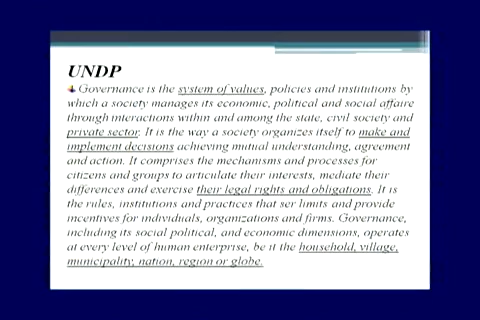 UNDP
Governance is the system of values, policies and institutions by
which a society manages its economic, political and social affaire
through interactions within and among the state, civil society and
private sector. It is the way a society organizes itself to make and
implement decisions achieving mutual understanding, agreement
and action. It comprises the mechanisms and processes for
citizens and groups to articulate their interests, mediate their
differences and exercise their legal rights and obligations. It is
the rules, institutions and practices that ser limits and provide
incentives for individuals, organizations and firms. Governance,
including its social political, and economic dimensions, operates
at every level of human enterprise, be it the household, village,
municipality, nation, region or globe.